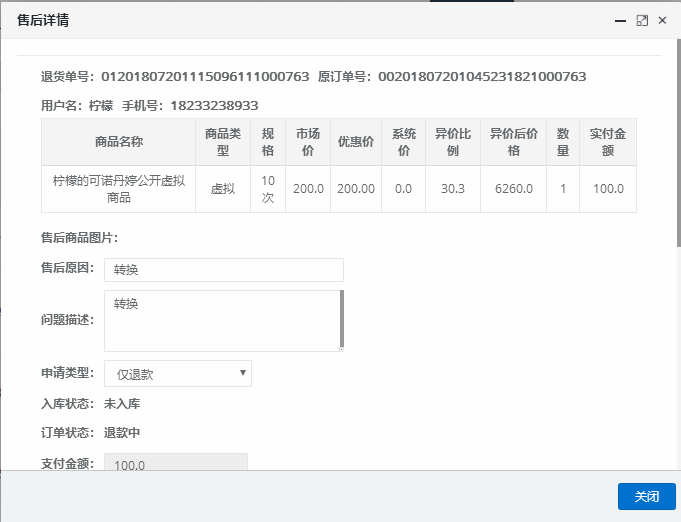 售后详情
退货单号：01201807201115096111000763 原订单号：00201807201045231821000763
用户名：柠檬 手机号：18233238933
商品名称 商品类型 规格 市场价 优惠价 系统价 异价比例 异价后价格 数量 实付金额
柠檬的可诺丹婷公开虚拟商品 虚拟 10次 200.0 200.00 0.0 30.3 6260.0 1 100.0
售后商品图片：
售后原因： 转换
问题描述： 转换
申请类型： 仅退款
入库状态： 未入库
订单状态： 退款中
支付金额： 100.0
关闭